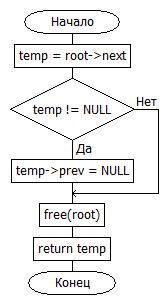 Начало
temp = root->next
temp != NULL
Нет
Да
temp->prev = NULL
free(root)
return temp
Конец